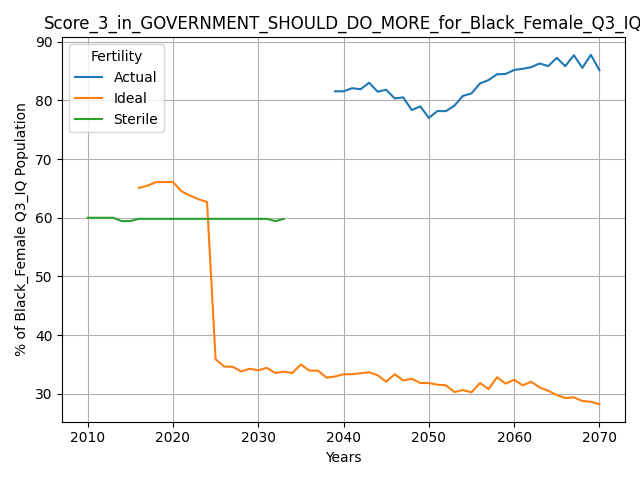 Score_3_in_GOVERNMENT_SHOULD_DO_MORE_for_Black_Female_Q3_IQ
Fertility
Actual
Ideal
Sterile
% of Black_Female Q3_IQ Population
90
80
70
60
50
40
30
2010
2020
2030
2040
2050
2060
2070
Years